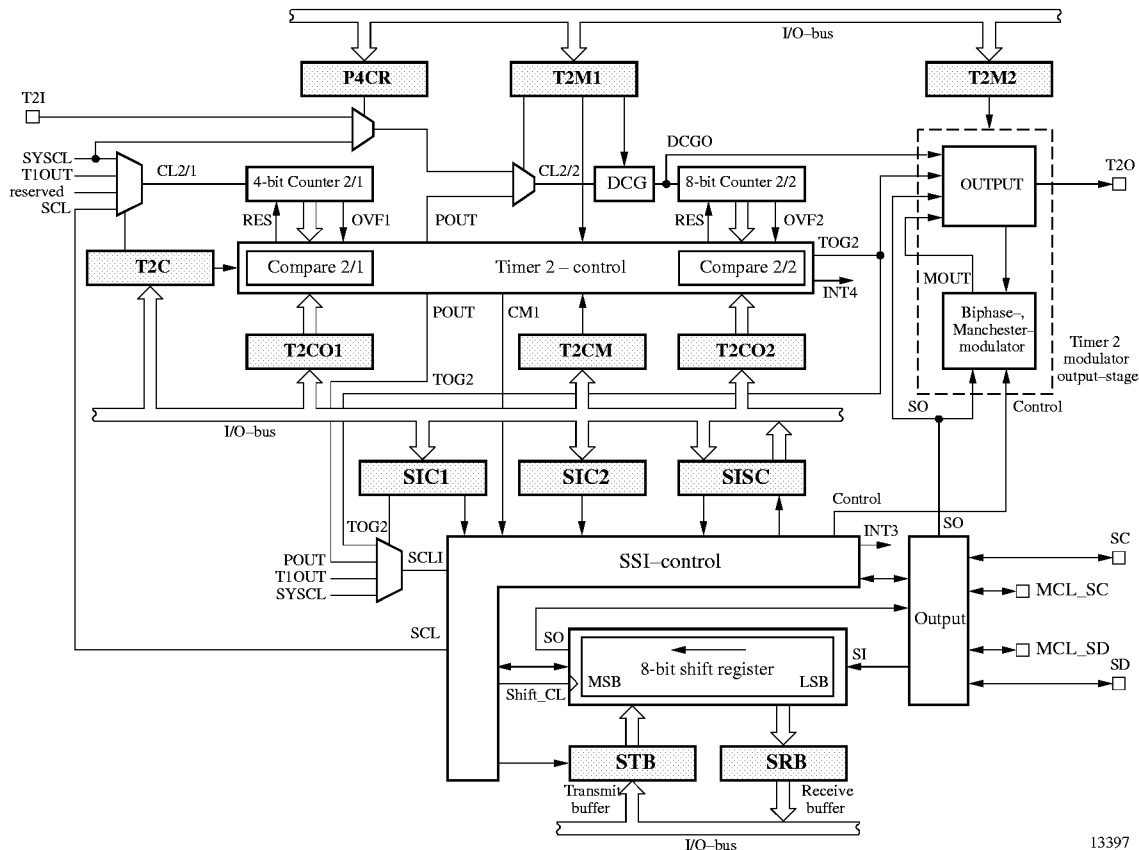 I/O–bus
P4CR
T2M1
T2M2
T2I
DCGO
SYSCL
T1OUT
reserved
SCL
CL2/1
4-bit Counter 2/1
CL2/2
DCG
8-bit Counter 2/2
OUTPUT
T2O
RES
OVF1
POUT
RES
OVF2
TOG2
T2C
Compare 2/1
Timer 2 – control
Compare 2/2
INT4
MOUT
Biphase–,
Manchester–
modulator
Timer 2
modulator
output–stage
POUT
CM1
T2CO1
T2CM
T2CO2
TOG2
SO
Control
I/O–bus
SIC1
SIC2
SISC
Control
TOG2
INT3
SO
POUT
T1OUT
SYSCL
SCLI
SSI–control
SC
MCL_SC
Output
SCL
SO
SI
MCL_SD
SD
8-bit shift register
MSB
LSB
Shift_CL
STB
SRB
Transmit
buffer
Receive
buffer
I/O–bus
13397